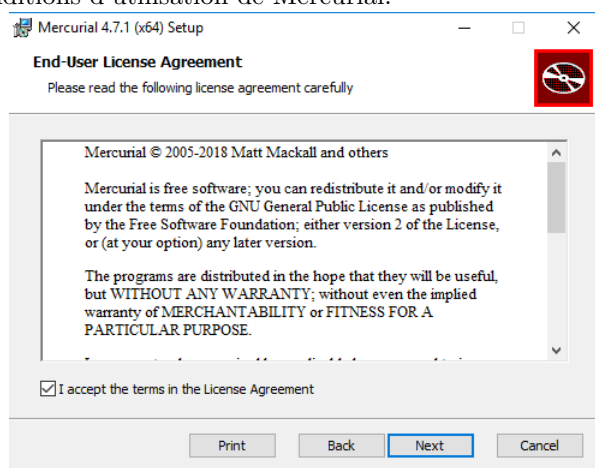 ditions d'utilisation de Mercurial.
Mercurial 4.7.1 (x64) Setup
End-User License Agreement
Please read the following license agreement carefully
Mercurial © 2005-2018 Matt Mackall and others
Mercurial is free software; you can redistribute it and/or modify it
under the terms of the GNU General Public License as published
by the Free Software Foundation; either version 2 of the License,
or (at your option) any later version.
The programs are distributed in the hope that they will be useful,
but WITHOUT ANY WARRANTY; without even the implied
warranty of MERCHANTABILITY or FITNESS FOR A
PARTICULAR PURPOSE.
I accept the terms in the License Agreement
Print Back Next Cancel